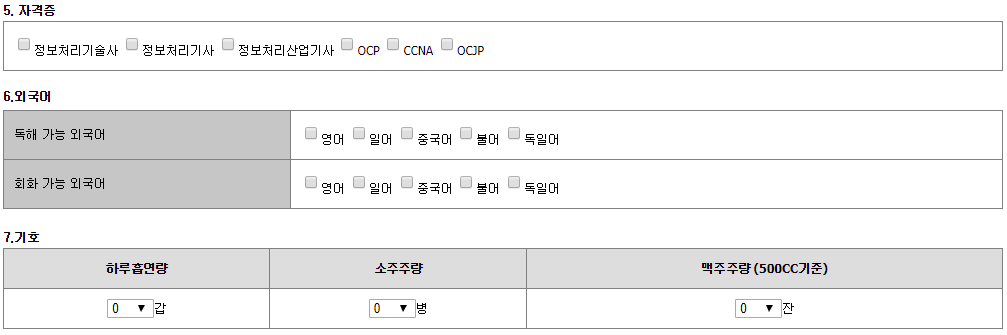 5. 자격증
정보처리기술사 정보처리기사 정보처리산업기사 OCP CCNA OCJP
6.외국어
독해 가능 외국어 영어 일어 중국어 불어 독일어
회화 가능 외국어 영어 일어 중국어 불어 독일어
7.기호
하루흡연량 소주주량 맥주주량(500CC기준)
0 갑 0 병 0 잔